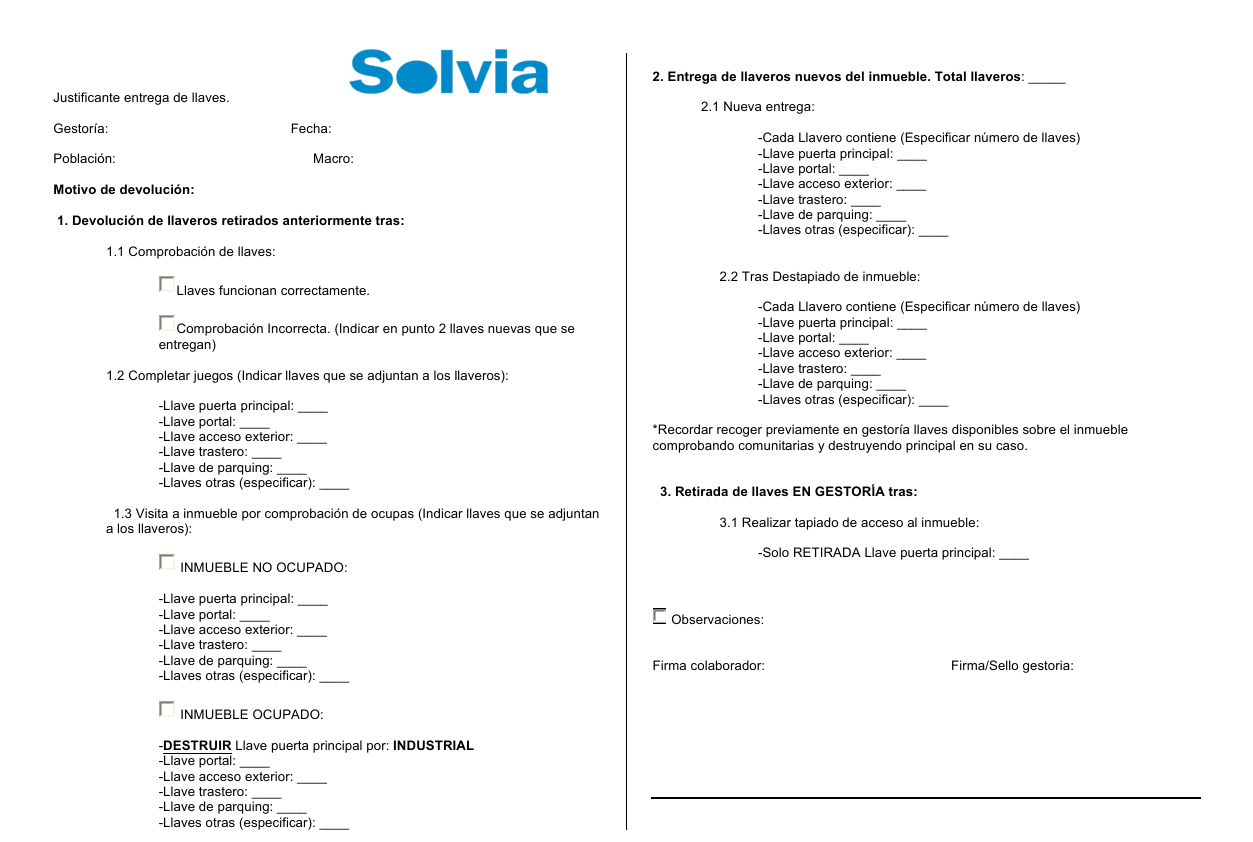 Solvia
Justificante entrega de llaves.
Gestoría: Fecha:
Población: Macro:
Motivo de devolución:
1. Devolución de llaveros retirados anteriormente tras:
1.1 Comprobación de llaves:
Llaves funcionan correctamente.
Comprobación Incorrecta. (Indicar en punto 2 llaves nuevas que se
entregan)
1.2 Completar juegos (Indicar llaves que se adjuntan a los llaveros):
-Llave puerta principal: ____
-Llave portal: ____
-Llave acceso exterior: ____
-Llave trastero: ____
-Llave de parquing: ____
-Llaves otras (especificar): ____
1.3 Visita a inmueble por comprobación de ocupas (Indicar llaves que se adjuntan
a los llaveros):
INMUEBLE NO OCUPADO:
-Llave puerta principal: ____
-Llave portal: ____
-Llave acceso exterior: ____
-Llave trastero: ____
-Llave de parquing: ____
-Llaves otras (especificar): ____
INMUEBLE OCUPADO:
-DESTRUIR Llave puerta principal por: INDUSTRIAL
-Llave portal: ____
-Llave acceso exterior: ____
-Llave trastero: ____
-Llave de parquing: ____
-Llaves otras (especificar): ____
2. Entrega de llaveros nuevos del inmueble. Total llaveros: _____
2.1 Nueva entrega:
-Cada Llavero contiene (Especificar número de llaves)
-Llave puerta principal: ____
-Llave portal: ____
-Llave acceso exterior: ____
-Llave trastero: ____
-Llave de parquing: ____
-Llaves otras (especificar): ____
2.2 Tras Destapiado de inmueble:
-Cada Llavero contiene (Especificar número de llaves)
-Llave puerta principal: ____
-Llave portal: ____
-Llave acceso exterior: ____
-Llave trastero: ____
-Llave de parquing: ____
-Llaves otras (especificar): ____
*Recordar recoger previamente en gestoría llaves disponibles sobre el inmueble
comprobando comunitarias y destruyendo principal en su caso.
3. Retirada de llaves EN GESTORÍA tras:
3.1 Realizar tapiado de acceso al inmueble:
-Solo RETIRADA Llave puerta principal: ____
Observaciones:
Firma colaborador: Firma/Sello gestoria: